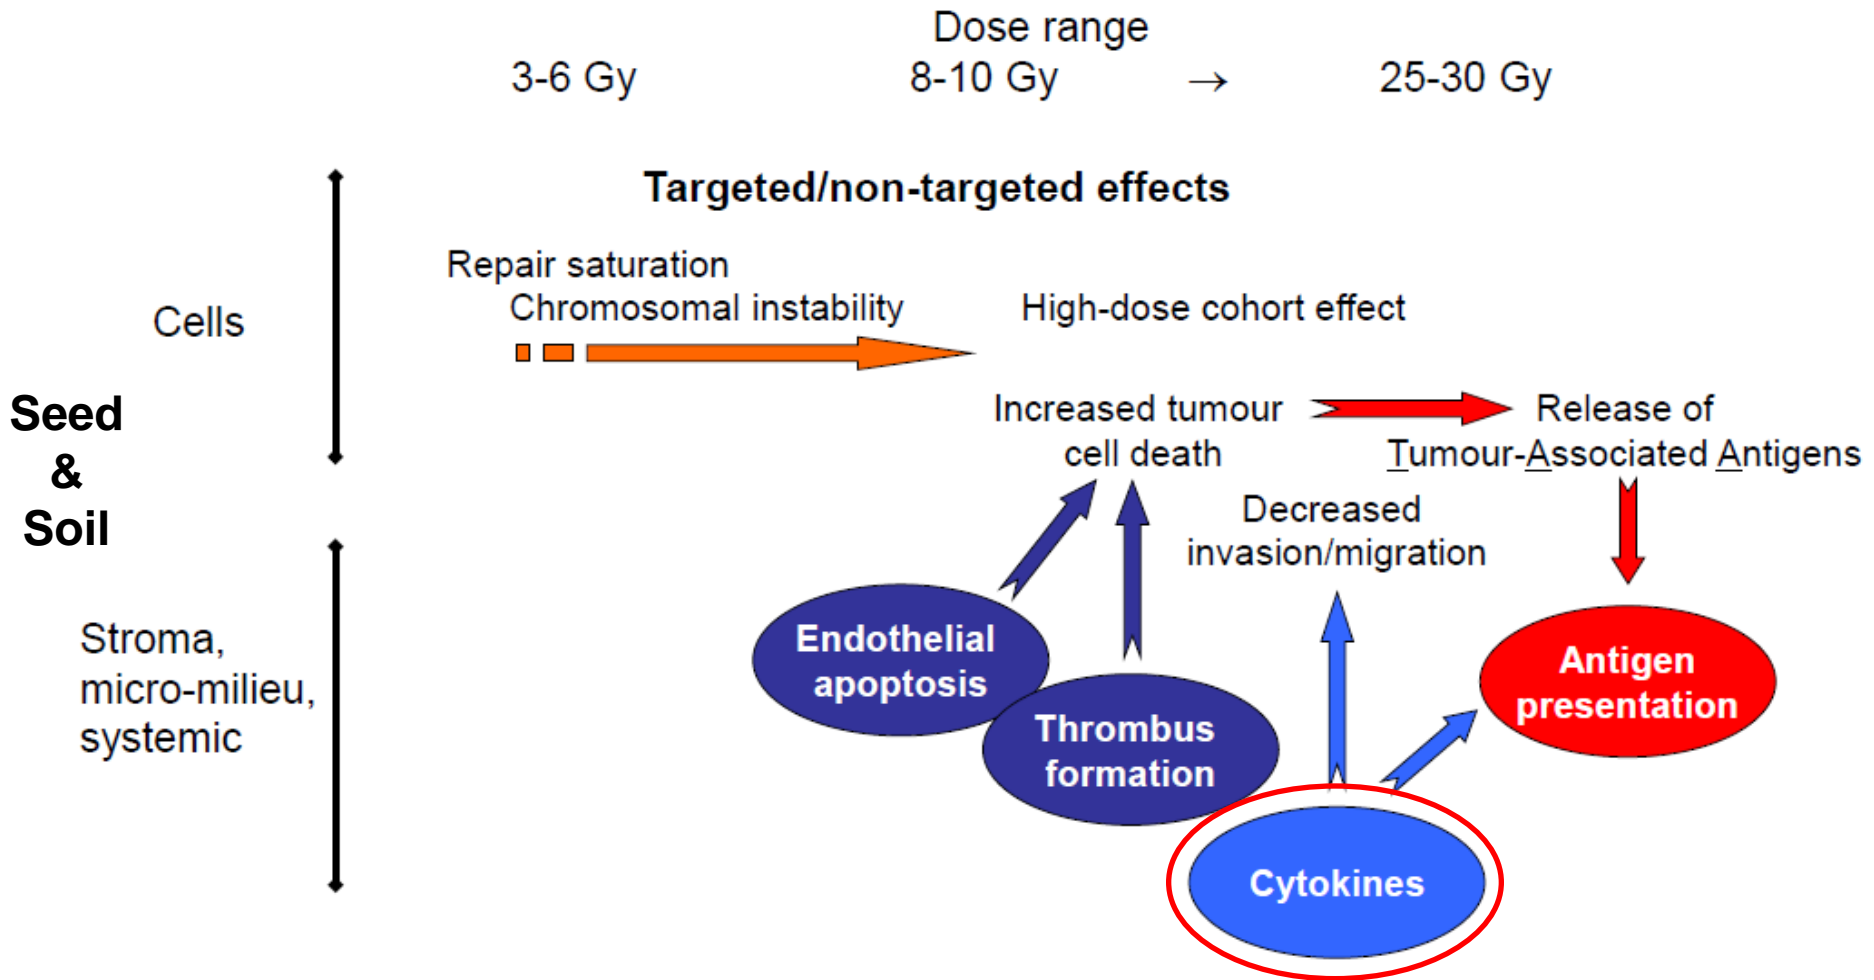 Dose range
3-6 Gy
8-10 Gy
→
25-30 Gy
Targeted/non-targeted effects
Repair saturation
Chromosomal instability
High-dose cohort effect
Cells
Seed
&
Soil
Increased tumour
cell death
Release of
Tumour-Associated Antigens
Decreased
invasion/migration
Stroma,
micro-milieu,
systemic
Endothelial
apoptosis
Thrombus
formation
Antigen
presentation
Cytokines